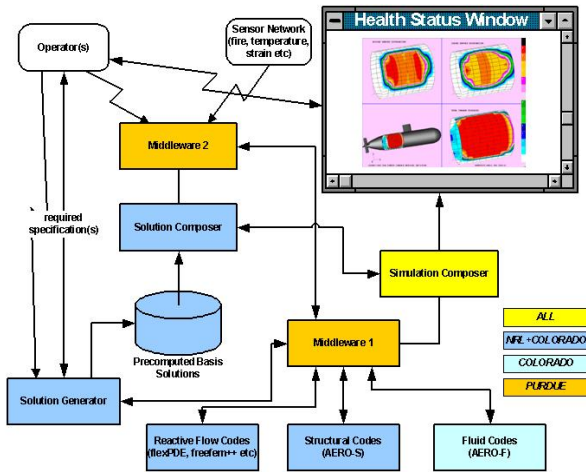 Health Status Window
Operator(s)
Sensor Network
(fire, temperature,
strain etc)
Middleware 2
required
specification(s)
Solution Composer
Simulation Composer
Precomputed Basis
Solutions
Middleware 1
Solution Generator
Reactive Flow Codes
(flexPDE, freefem++ etc)
Structural Codes
(AERO-S)
Fluid Codes
(AERO-F)
ALL
NRL+COLORADO
COLORADO
PURDUE